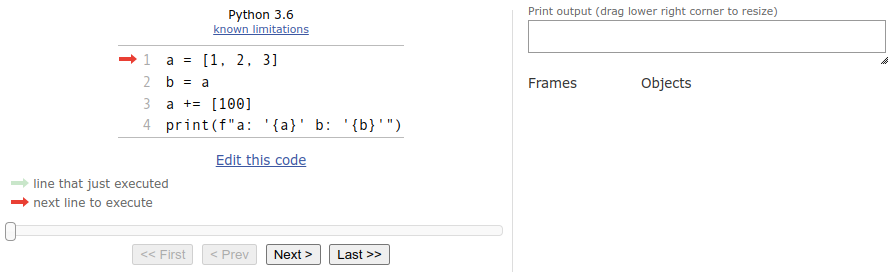 Python 3.6
known limitations
1 a = [1, 2, 3]
2 b = a
3 a += [100]
4 print(f"a: '{a}' b: '{b}'")
Edit this code
line that just executed
next line to execute
<< First < Prev Next > Last >>
Print output (drag lower right corner to resize)
Frames Objects